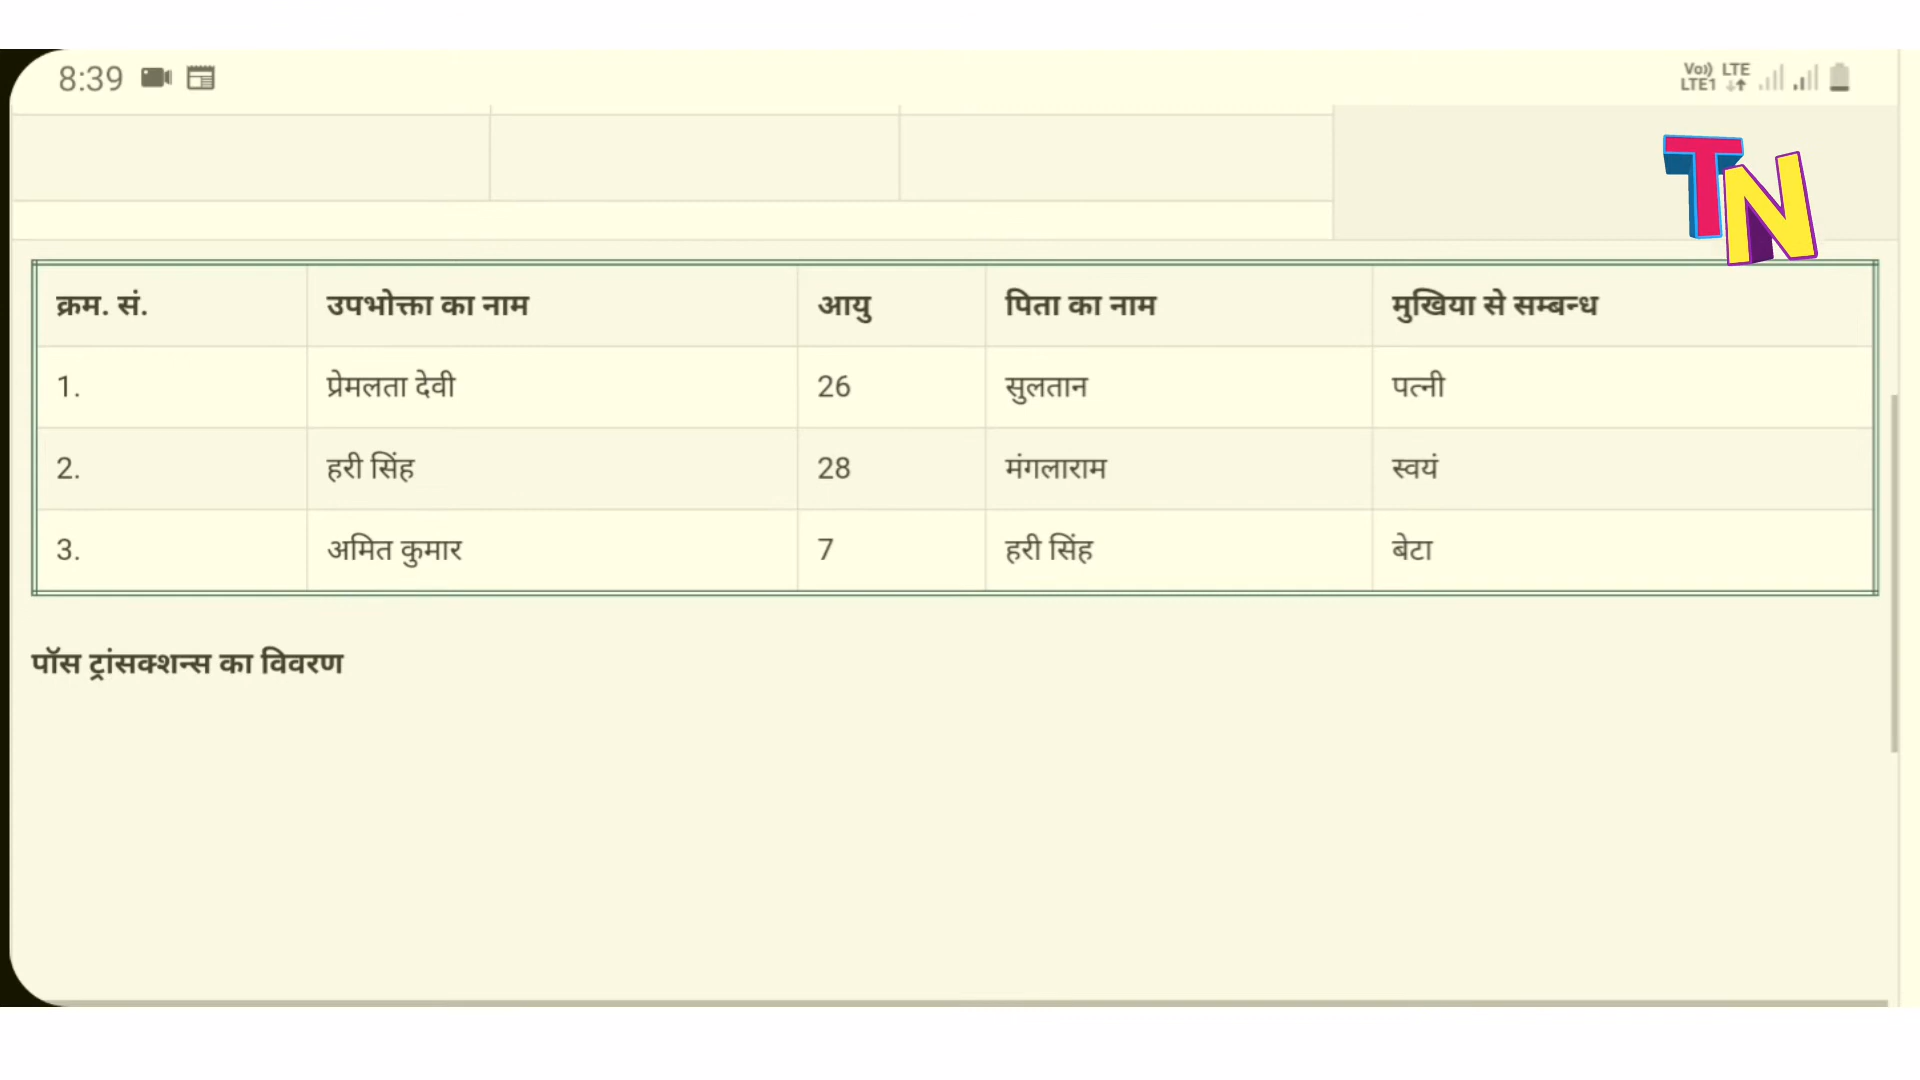 8:39 Vo)) LTE
LTE1
TN
क्रम. सं. उपभोक्ता का नाम आयु पिता का नाम मुखिया से सम्बन्ध
1. प्रेमलता देवी 26 सुलतान पत्नी
2. हरी सिंह 28 मंगलाराम स्वयं
3. अमित कुमार 7 हरी सिंह बेटा
पॉस ट्रांसक्शन्स का विवरण